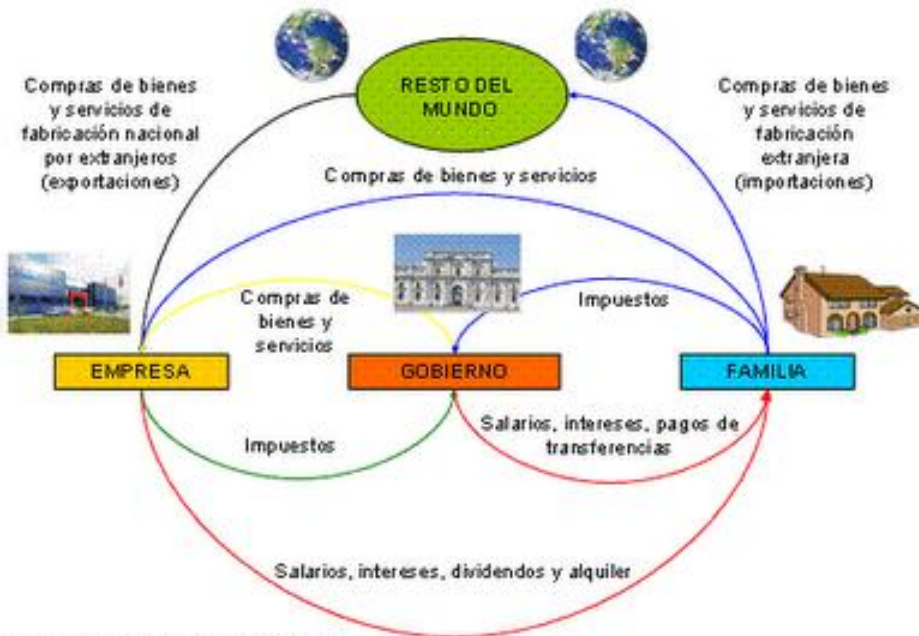 RESTO DEL
MUNDO
Compras de bienes
y servicios de
fabricación nacional
por extranjeros
(exportaciones)
Compras de bienes
y servicios de
fabricación
extranjera
(importaciones)
Compras de bienes y servicios
Compras de
bienes y
servicios
Impuestos
EMPRESA
GOBIERNO
FAMILIA
Impuestos
Salarios, intereses, pagos de
transferencias
Salarios, intereses, dividendos y alquiler